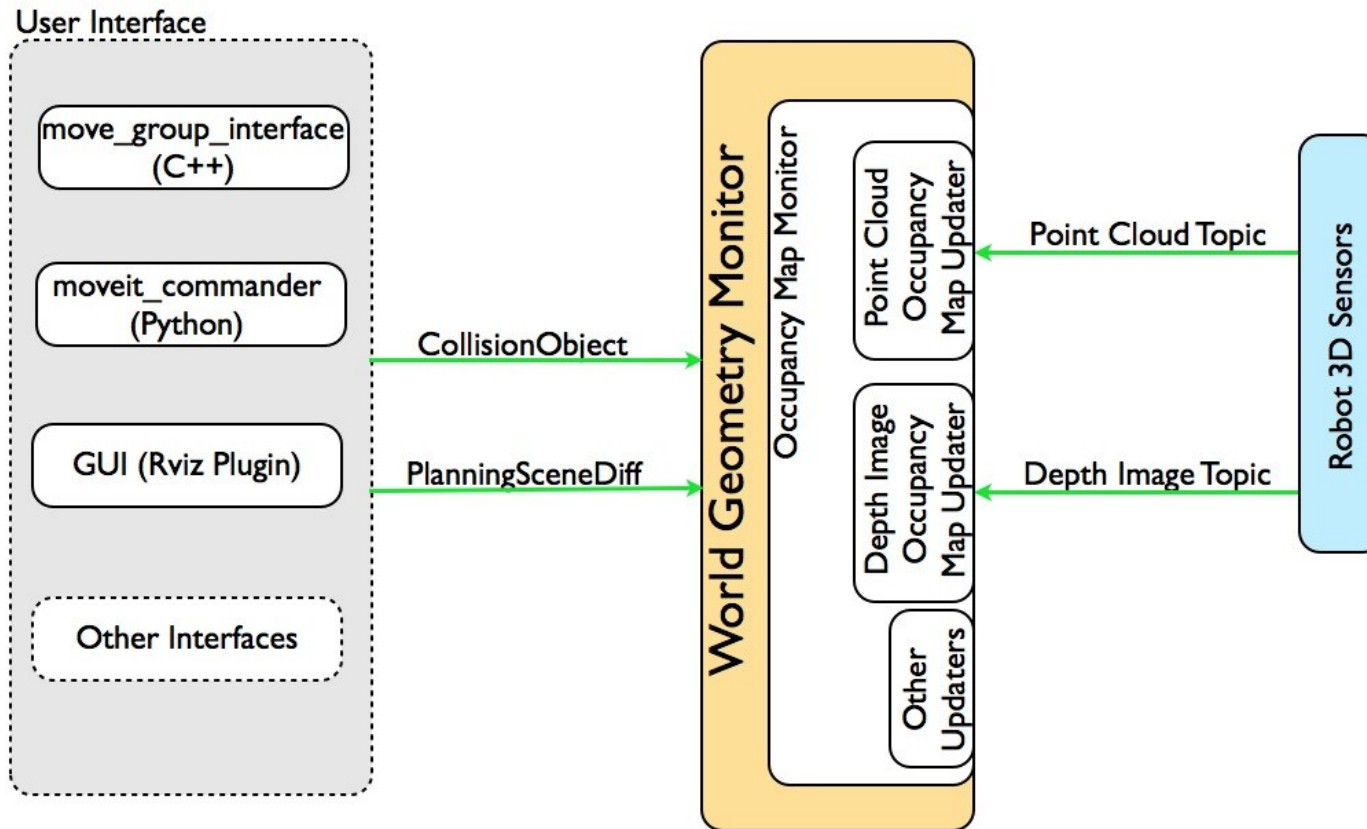 User Interface
move_group_interface
(C++)
moveit_commander
(Python)
GUI (Rviz Plugin)
Other Interfaces
CollisionObject
PlanningSceneDiff
World Geometry Monitor
Occupancy Map Monitor
Point Cloud
Occupancy
Map Updater
Depth Image
Occupancy
Map Updater
Other
Updaters
Point Cloud Topic
Depth Image Topic
Robot 3D Sensors